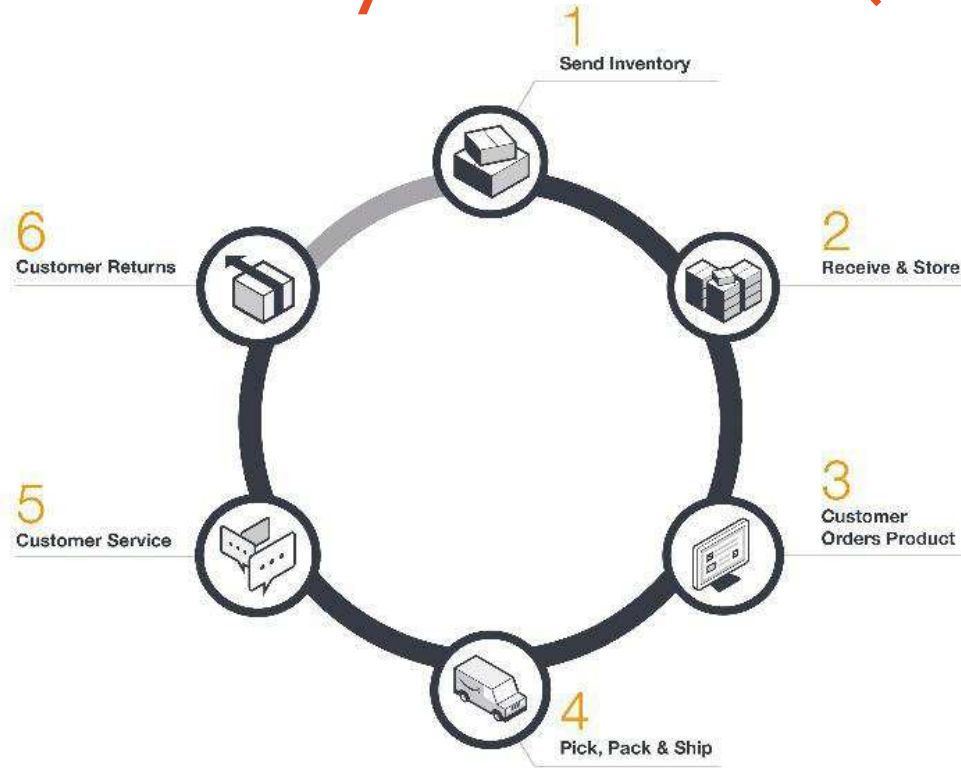 1
Send Inventory
2
Receive & Store
3
Customer
Orders Product
4
Pick, Pack & Ship
5
Customer Service
6
Customer Returns